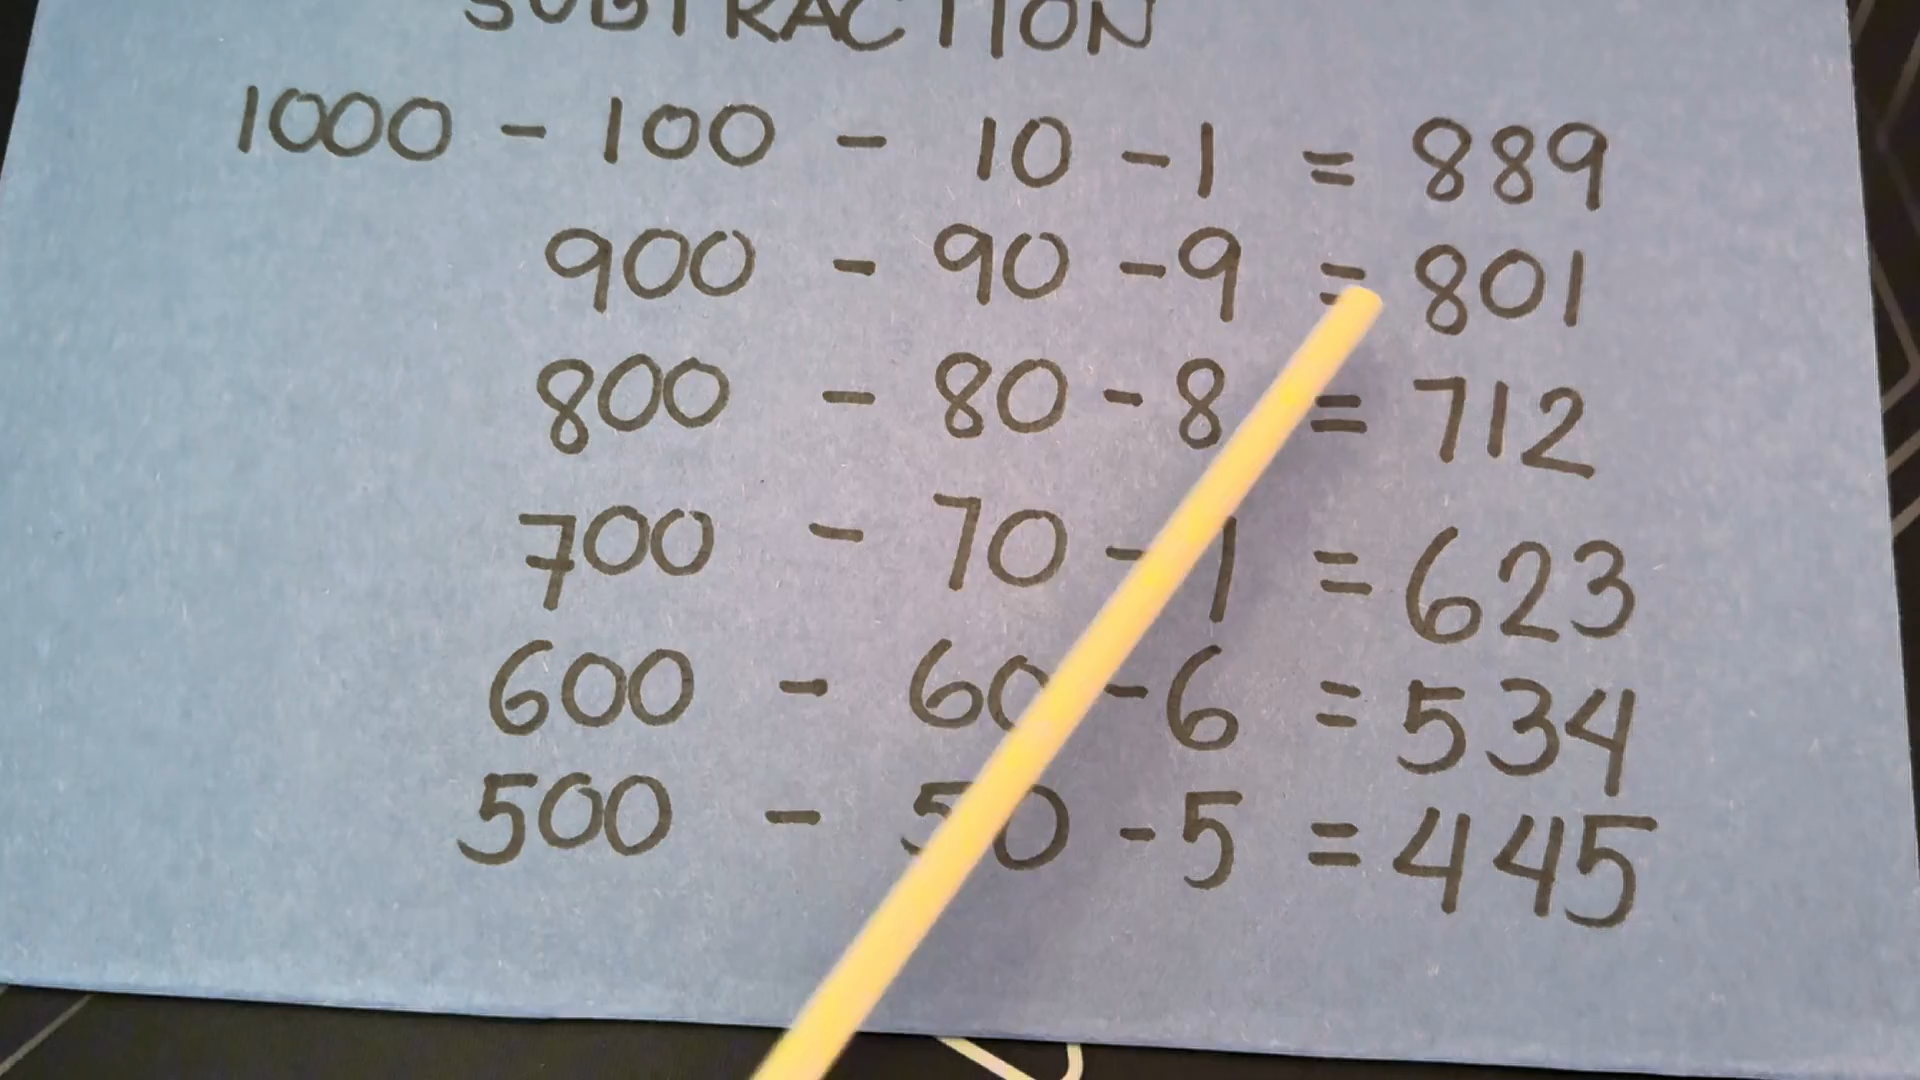 SUBTRACTION
1000 - 100 - 10 - 1 = 889
900 - 90 - 9 = 801
800 - 80 - 8 = 712
700 - 70 - 7 = 623
600 - 60 - 6 = 534
500 - 50 - 5 = 445